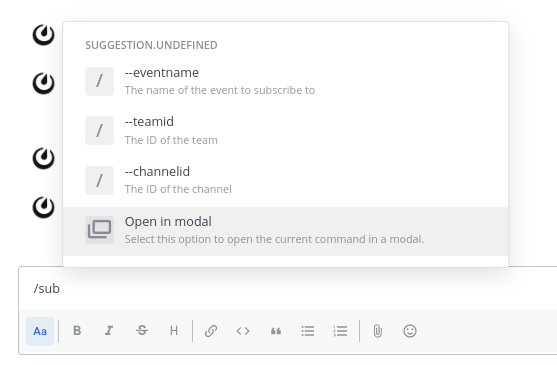 SUGGESTION.UNDEFINED
/ --eventname
The name of the event to subscribe to
/ --teamid
The ID of the team
/ --channelid
The ID of the channel
Open in modal
Select this option to open the current command in a modal.
/sub
Aa B I S H